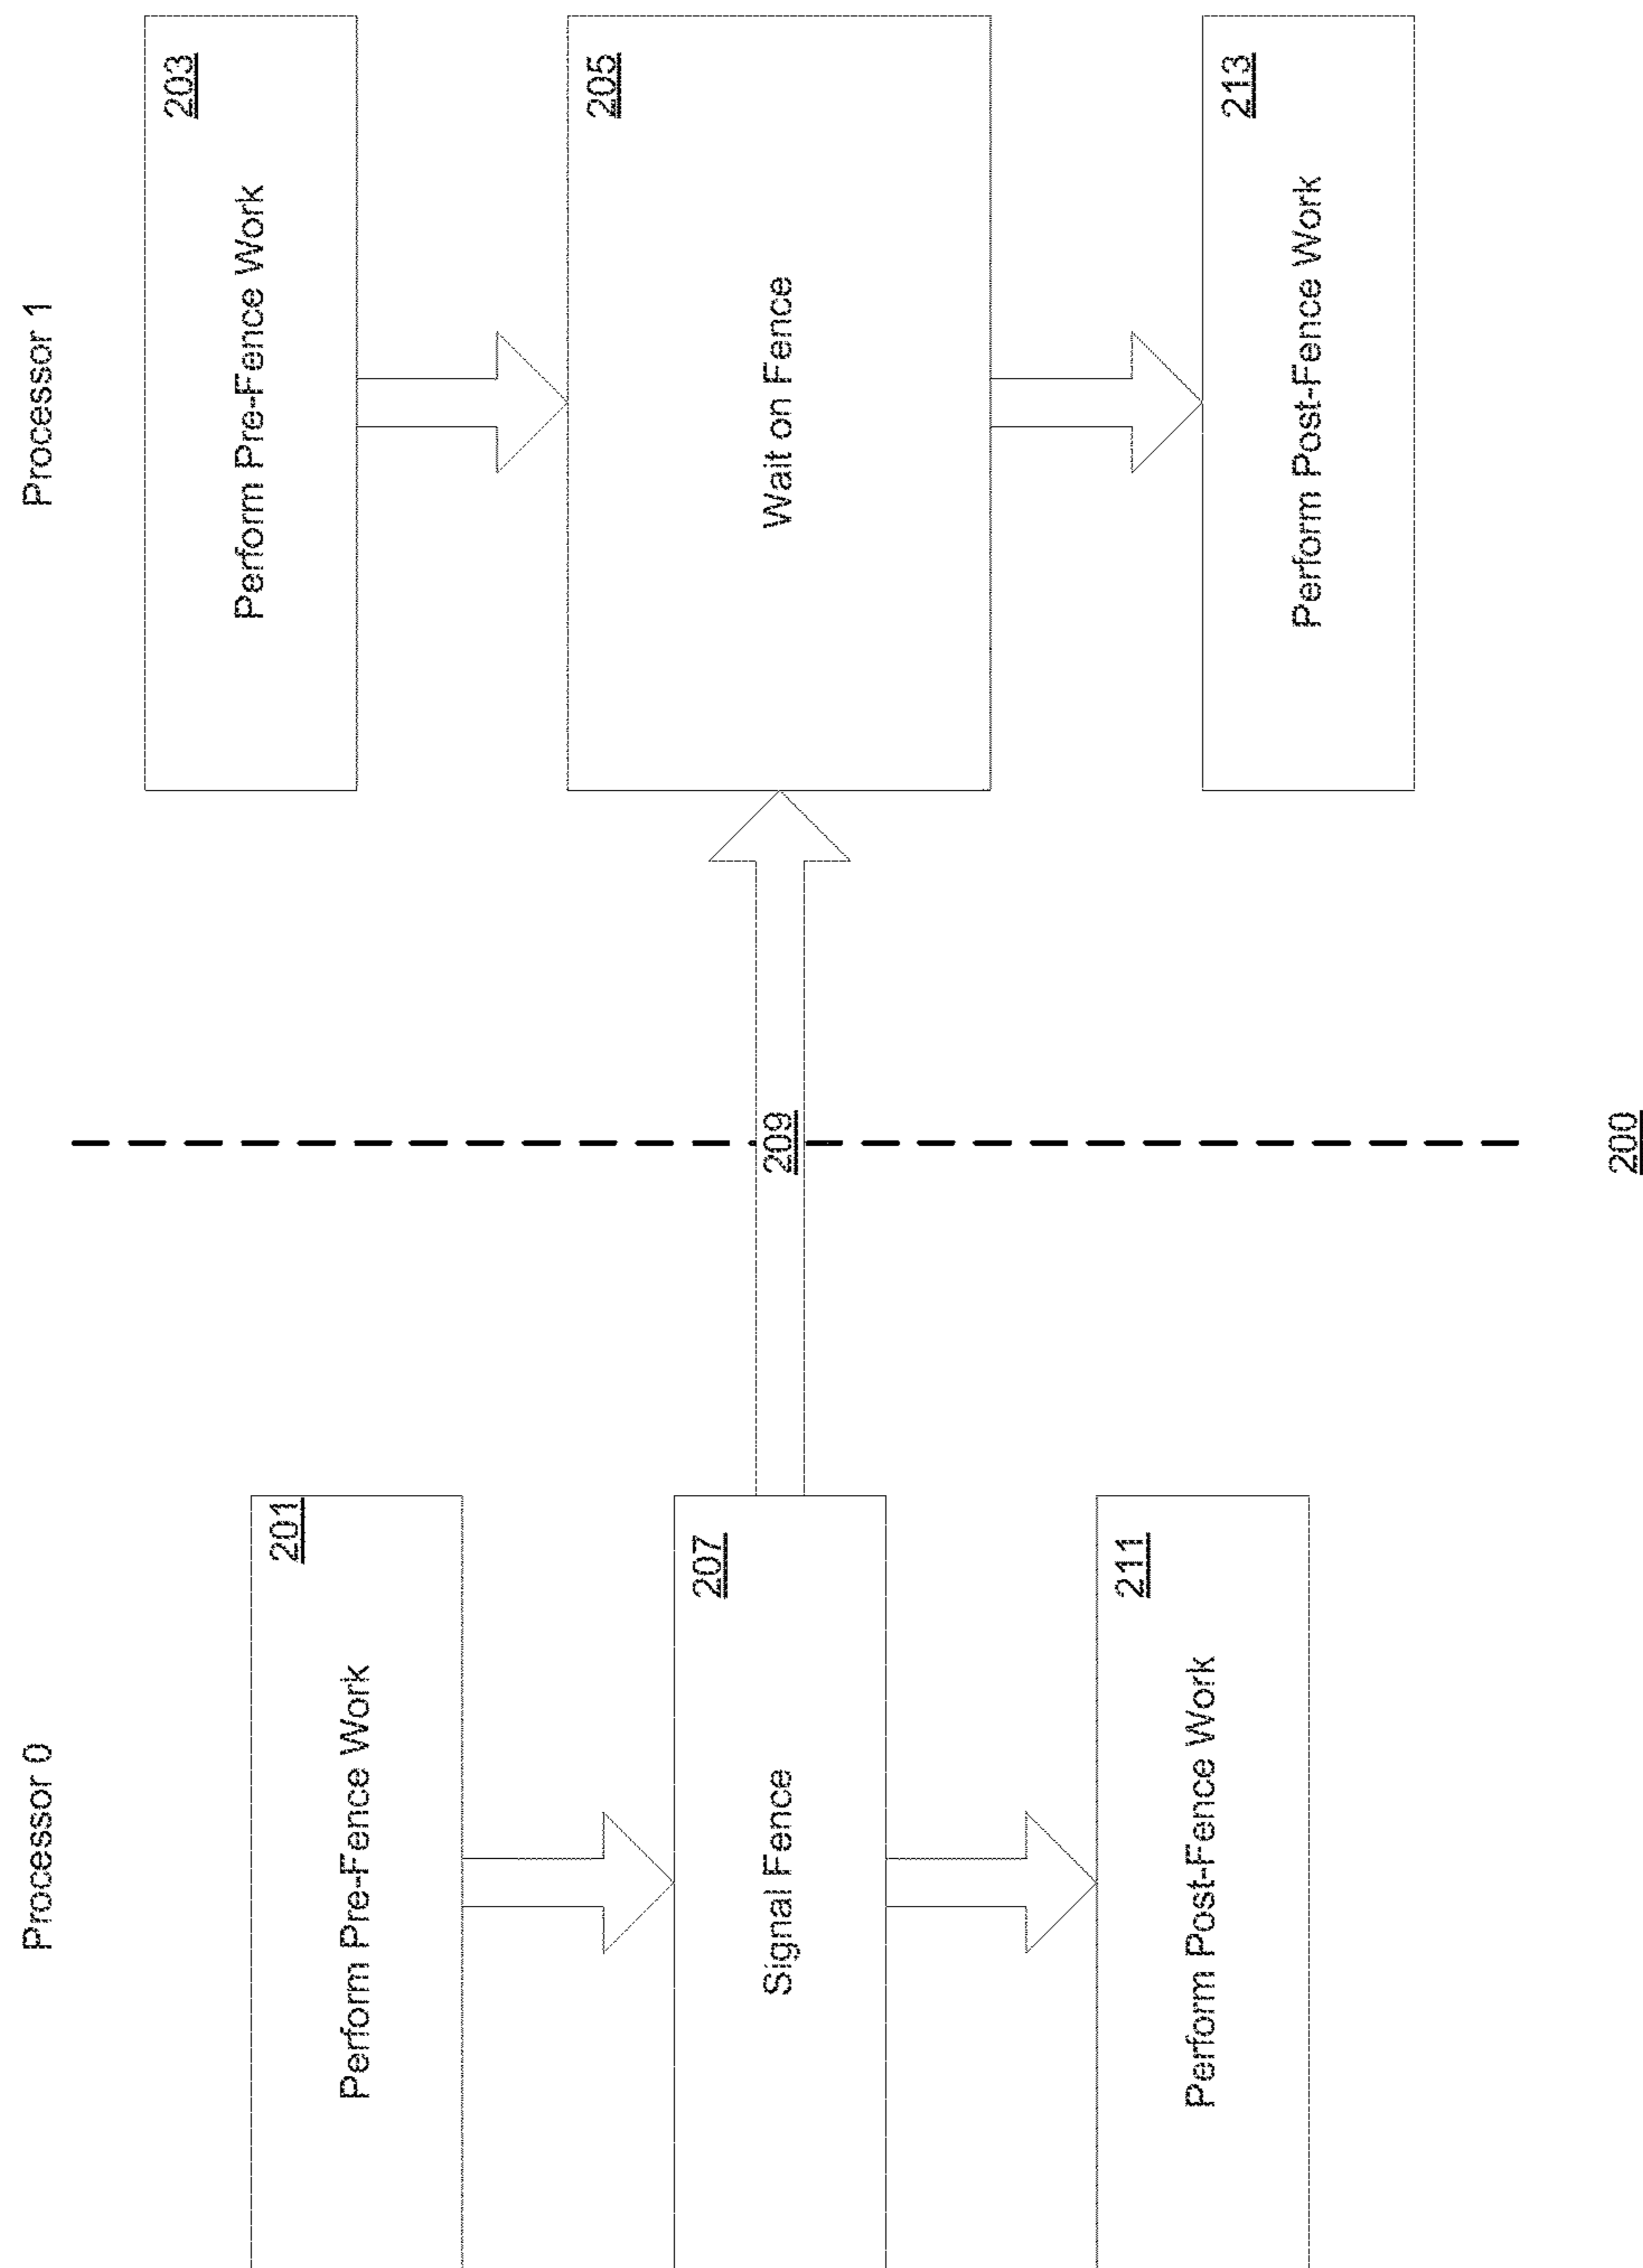 Processor 0
Processor 1
201
Perform Pre-Fence Work
203
Perform Pre-Fence Work
207
Signal Fence
209
205
Wait on Fence
211
Perform Post-Fence Work
213
Perform Post-Fence Work
200